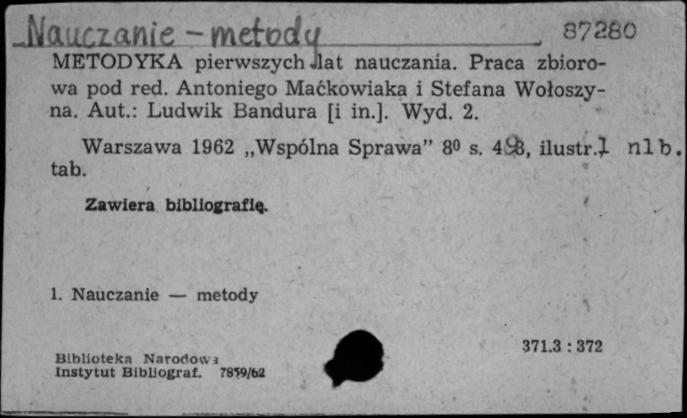 Nauczanie - metody 87280
METODYKA pierwszych lat nauczania. Praca zbioro-
wa pod red. Antoniego Maćkowiaka i Stefana Wołoszy-
na. Aut.: Ludwik Bandura [i in.]. Wyd. 2.
Warszawa 1962 „Wspólna Sprawa” 8⁰ s. , ilustr. 1 nlb.
tab.
Zawiera bibliografię.
1. Nauczanie — metody
371.3 : 372
Biblioteka Narodowa
Instytut Bibliograf. 7859/62